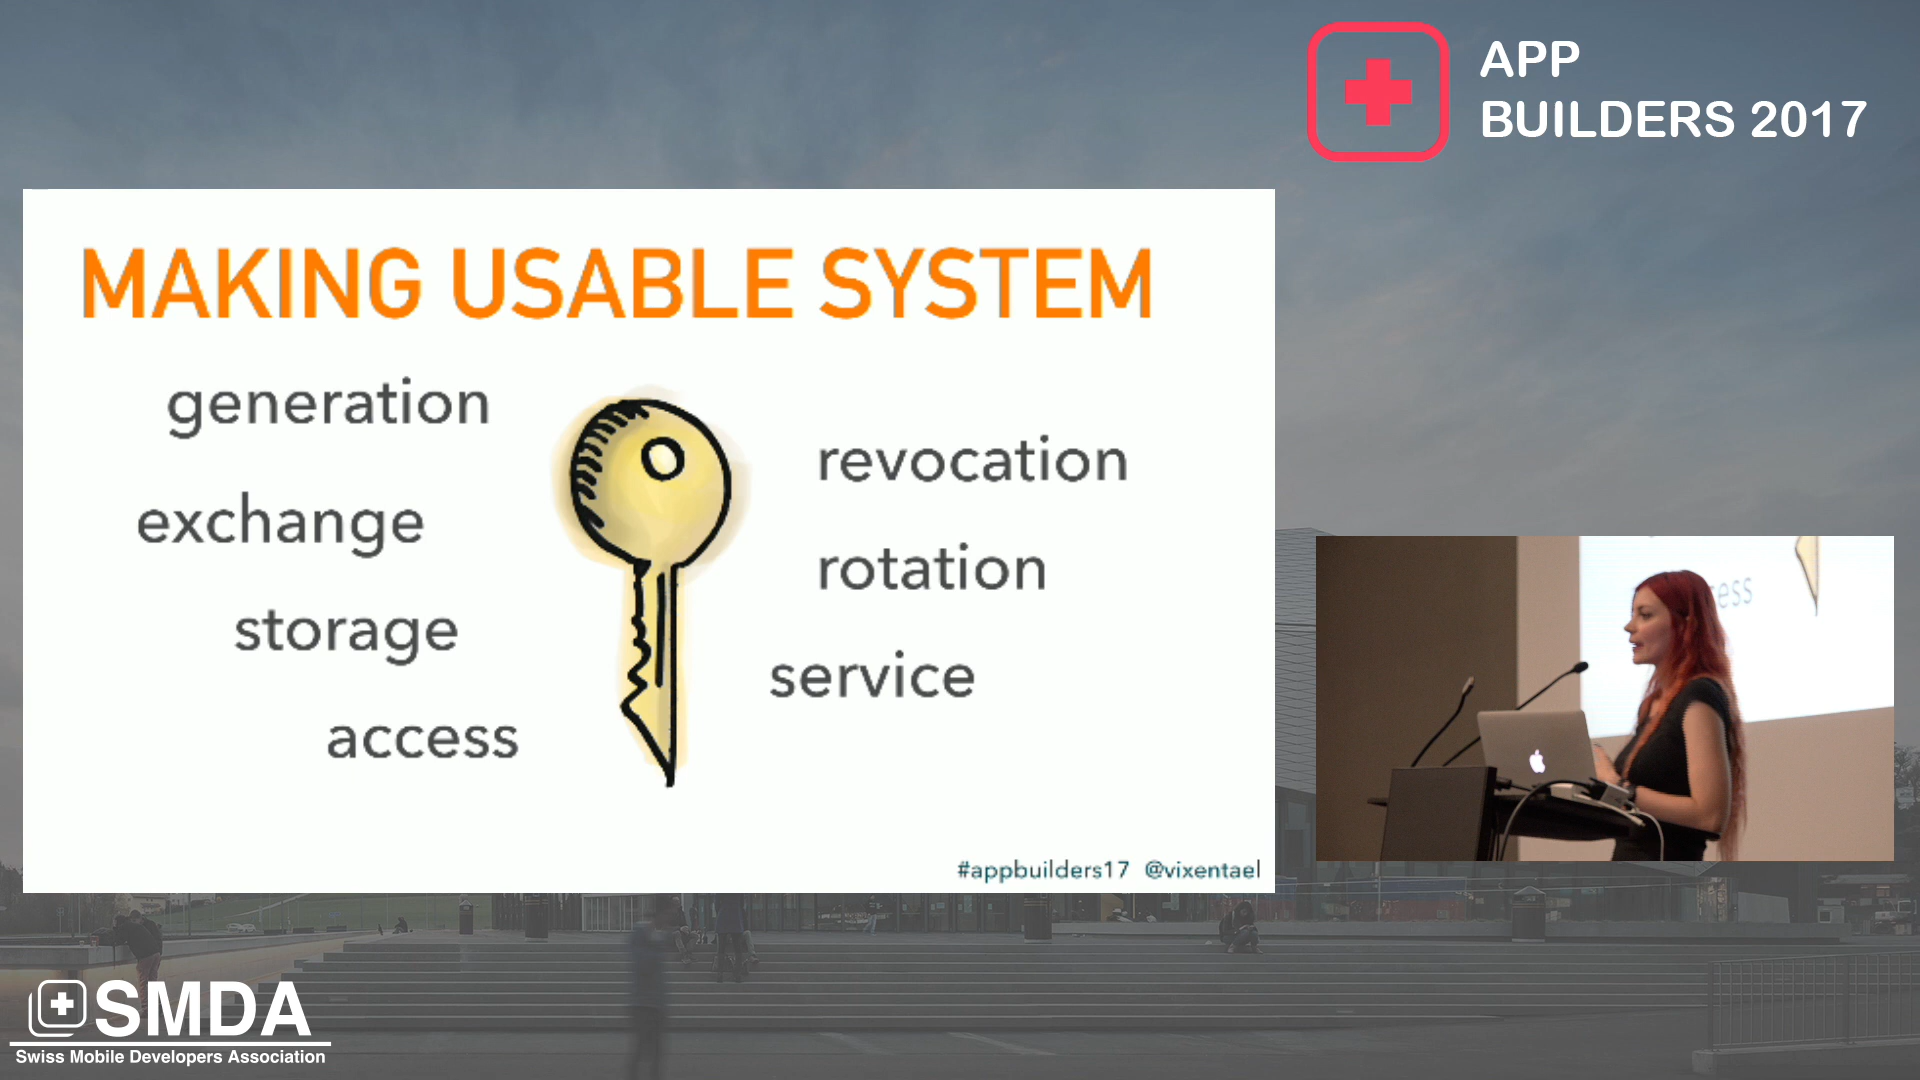 APP
BUILDERS 2017
MAKING USABLE SYSTEM
generation
exchange
storage
access
revocation
rotation
service
#appbuilders17 @vixentael
ess
SMDA
Swiss Mobile Developers Association